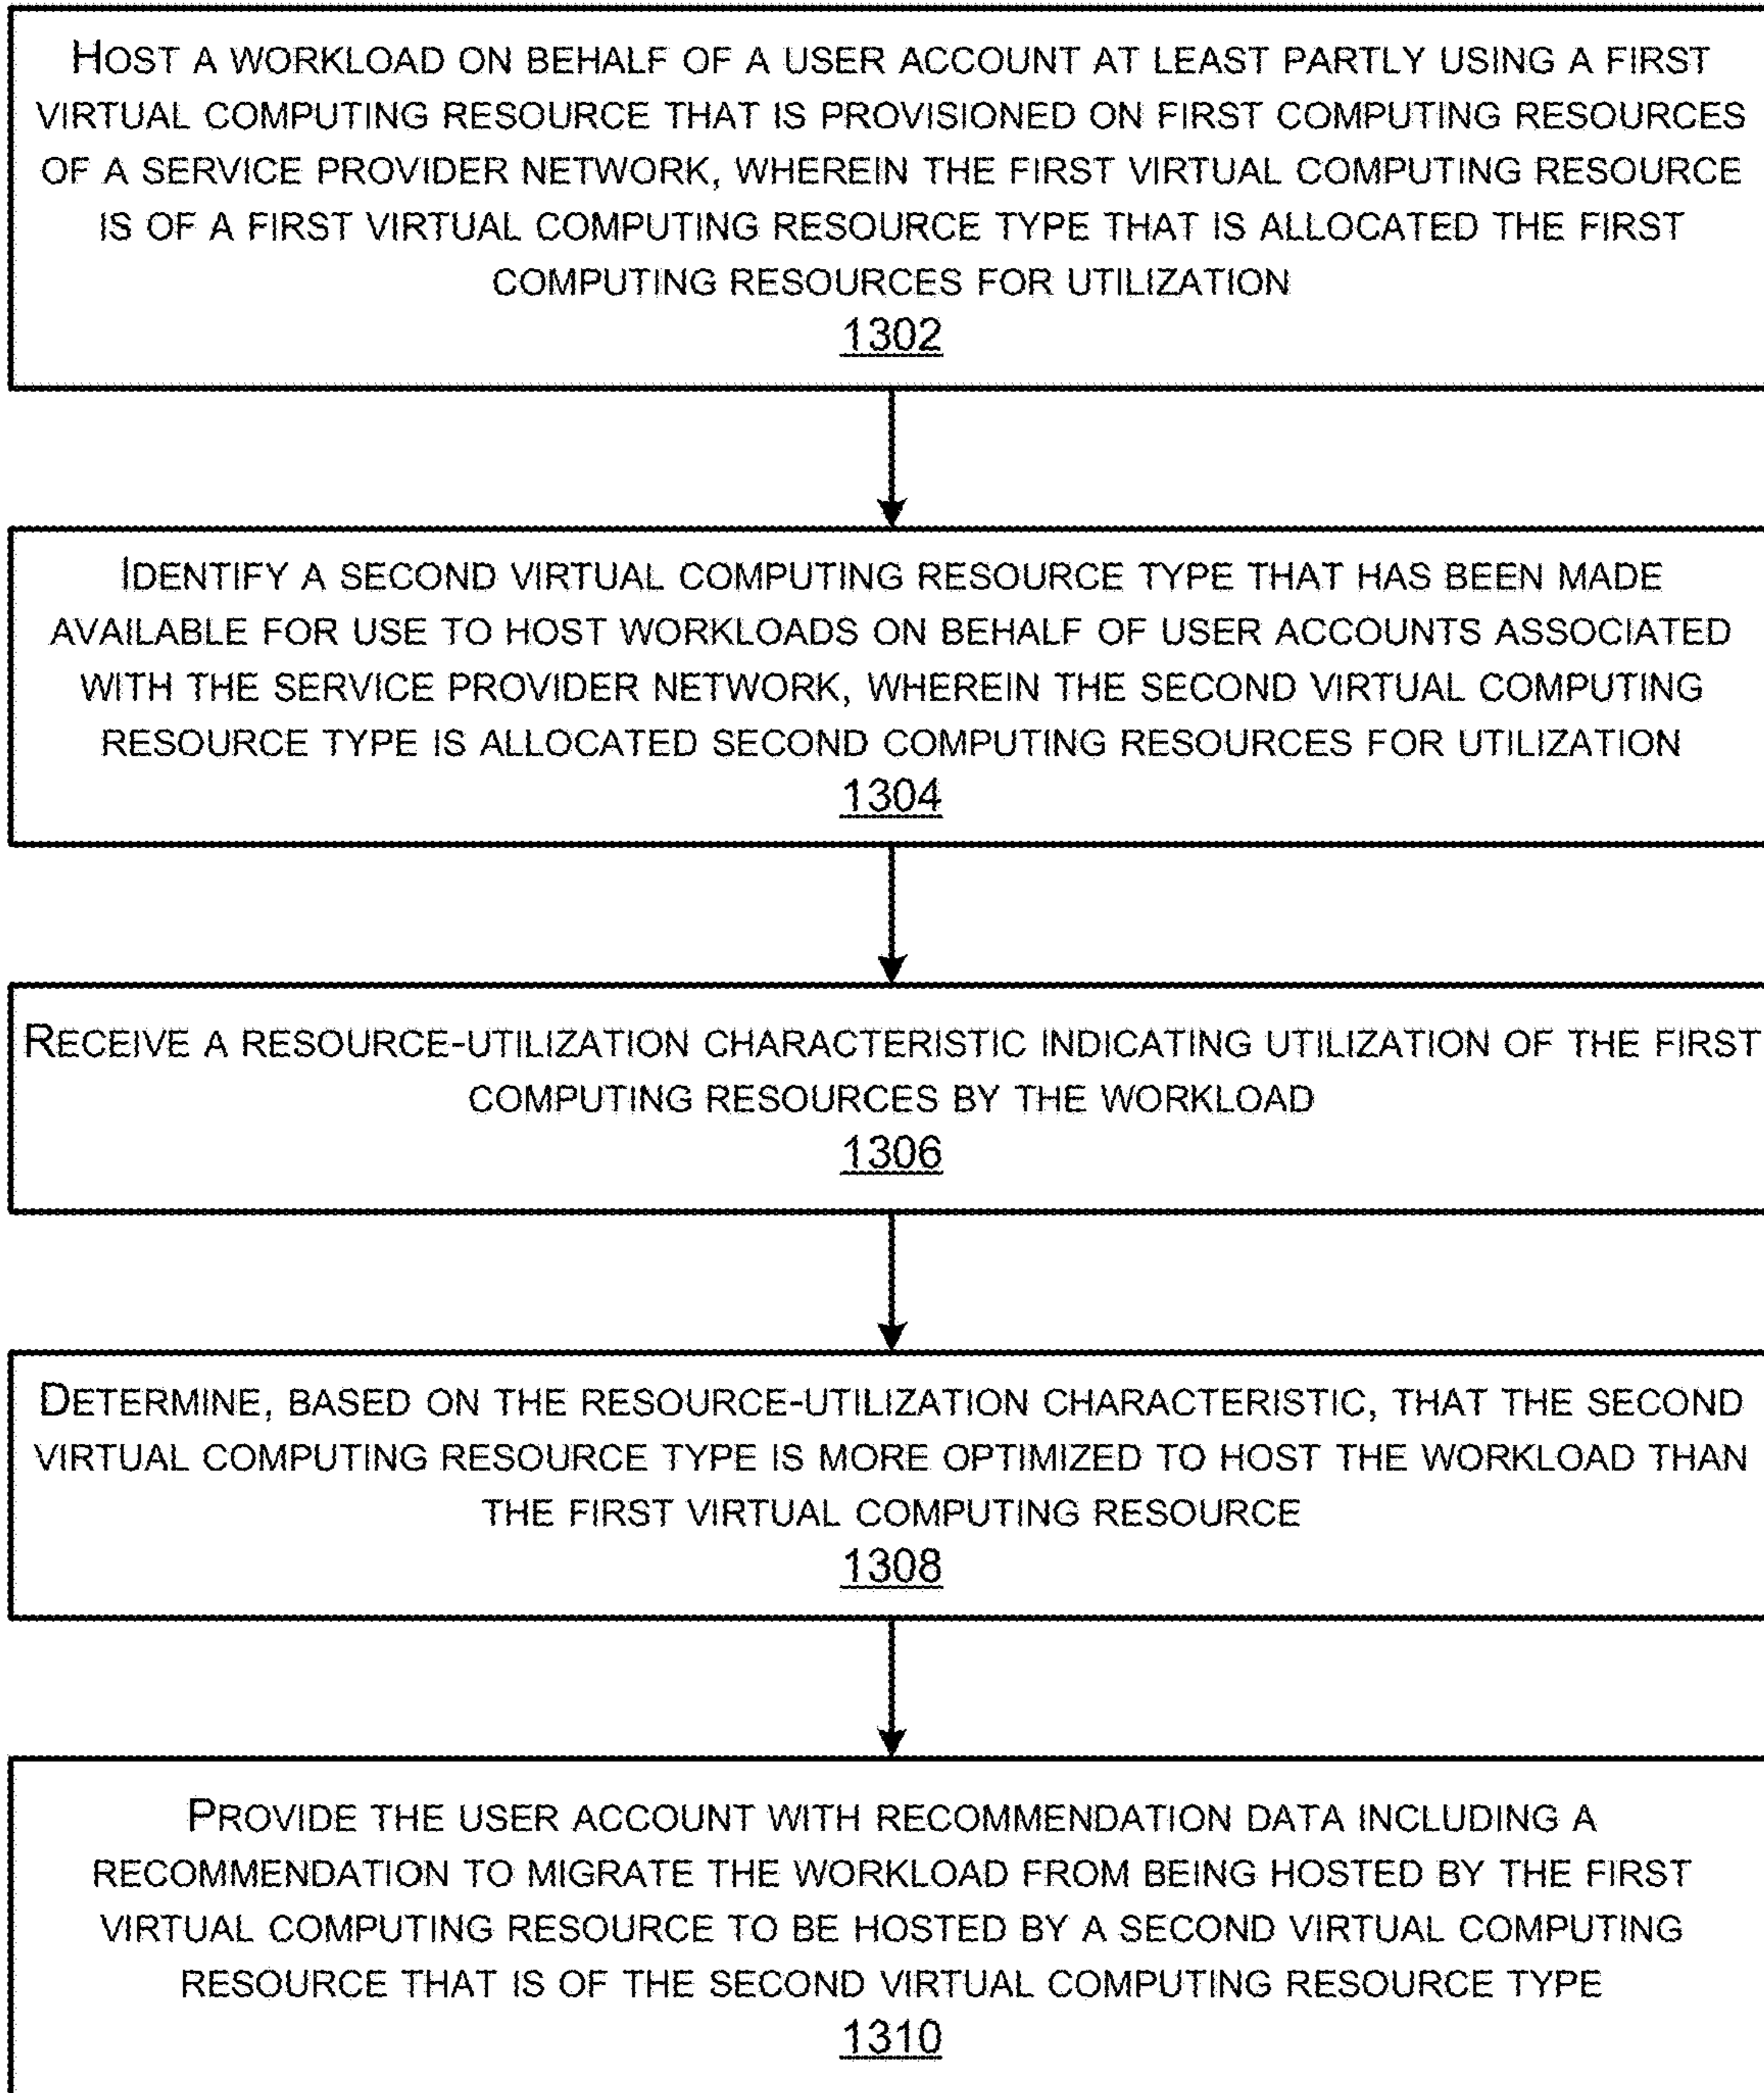 HOST A WORKLOAD ON BEHALF OF A USER ACCOUNT AT LEAST PARTLY USING A FIRST
VIRTUAL COMPUTING RESOURCE THAT IS PROVISIONED ON FIRST COMPUTING RESOURCES
OF A SERVICE PROVIDER NETWORK, WHEREIN THE FIRST VIRTUAL COMPUTING RESOURCE
IS OF A FIRST VIRTUAL COMPUTING RESOURCE TYPE THAT IS ALLOCATED THE FIRST
COMPUTING RESOURCES FOR UTILIZATION
1302
IDENTIFY A SECOND VIRTUAL COMPUTING RESOURCE TYPE THAT HAS BEEN MADE
AVAILABLE FOR USE TO HOST WORKLOADS ON BEHALF OF USER ACCOUNTS ASSOCIATED
WITH THE SERVICE PROVIDER NETWORK, WHEREIN THE SECOND VIRTUAL COMPUTING
RESOURCE TYPE IS ALLOCATED SECOND COMPUTING RESOURCES FOR UTILIZATION
1304
RECEIVE A RESOURCE-UTILIZATION CHARACTERISTIC INDICATING UTILIZATION OF THE FIRST
COMPUTING RESOURCES BY THE WORKLOAD
1306
DETERMINE, BASED ON THE RESOURCE-UTILIZATION CHARACTERISTIC, THAT THE SECOND
VIRTUAL COMPUTING RESOURCE TYPE IS MORE OPTIMIZED TO HOST THE WORKLOAD THAN
THE FIRST VIRTUAL COMPUTING RESOURCE
1308
PROVIDE THE USER ACCOUNT WITH RECOMMENDATION DATA INCLUDING A
RECOMMENDATION TO MIGRATE THE WORKLOAD FROM BEING HOSTED BY THE FIRST
VIRTUAL COMPUTING RESOURCE TO BE HOSTED BY A SECOND VIRTUAL COMPUTING
RESOURCE THAT IS OF THE SECOND VIRTUAL COMPUTING RESOURCE TYPE
1310